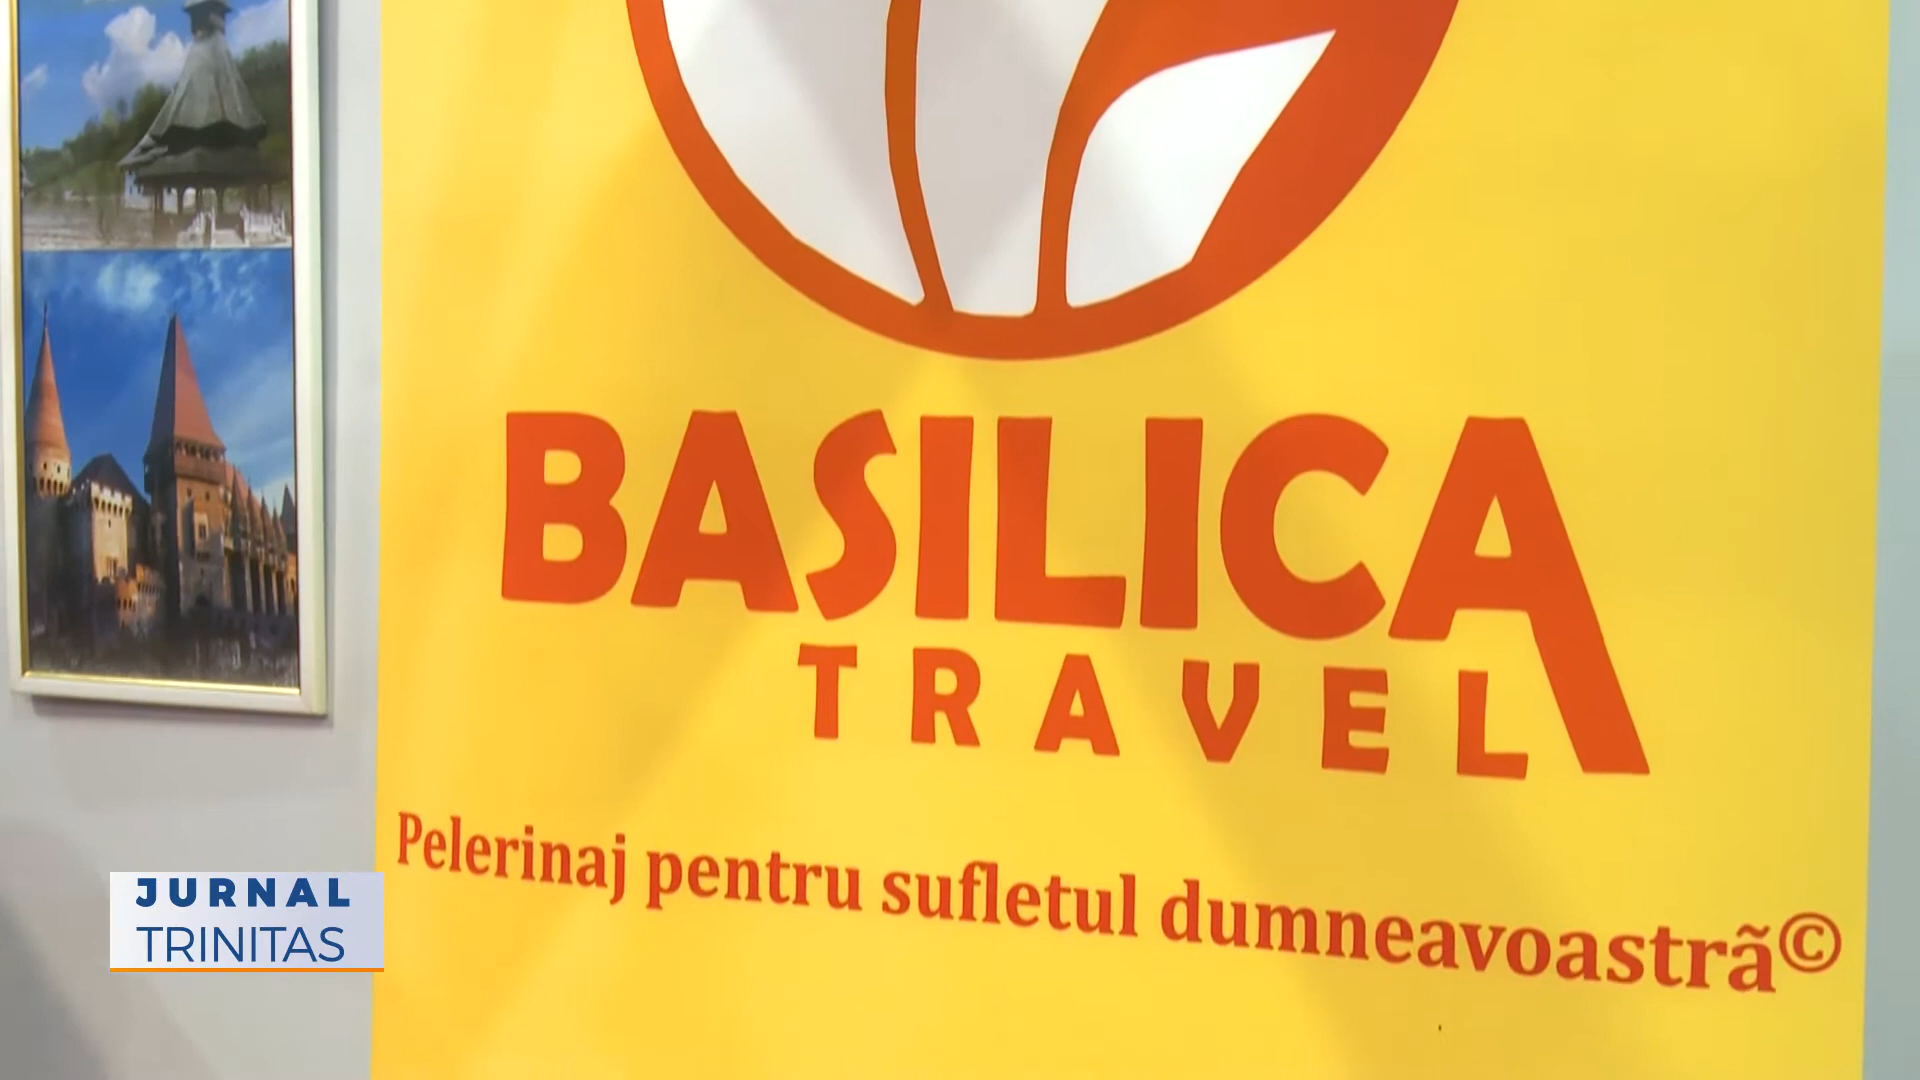 BASILICA
TRAVEL
Pelerinaj pentru sufletul dumneavoastrã©
JURNAL
TRINITAS